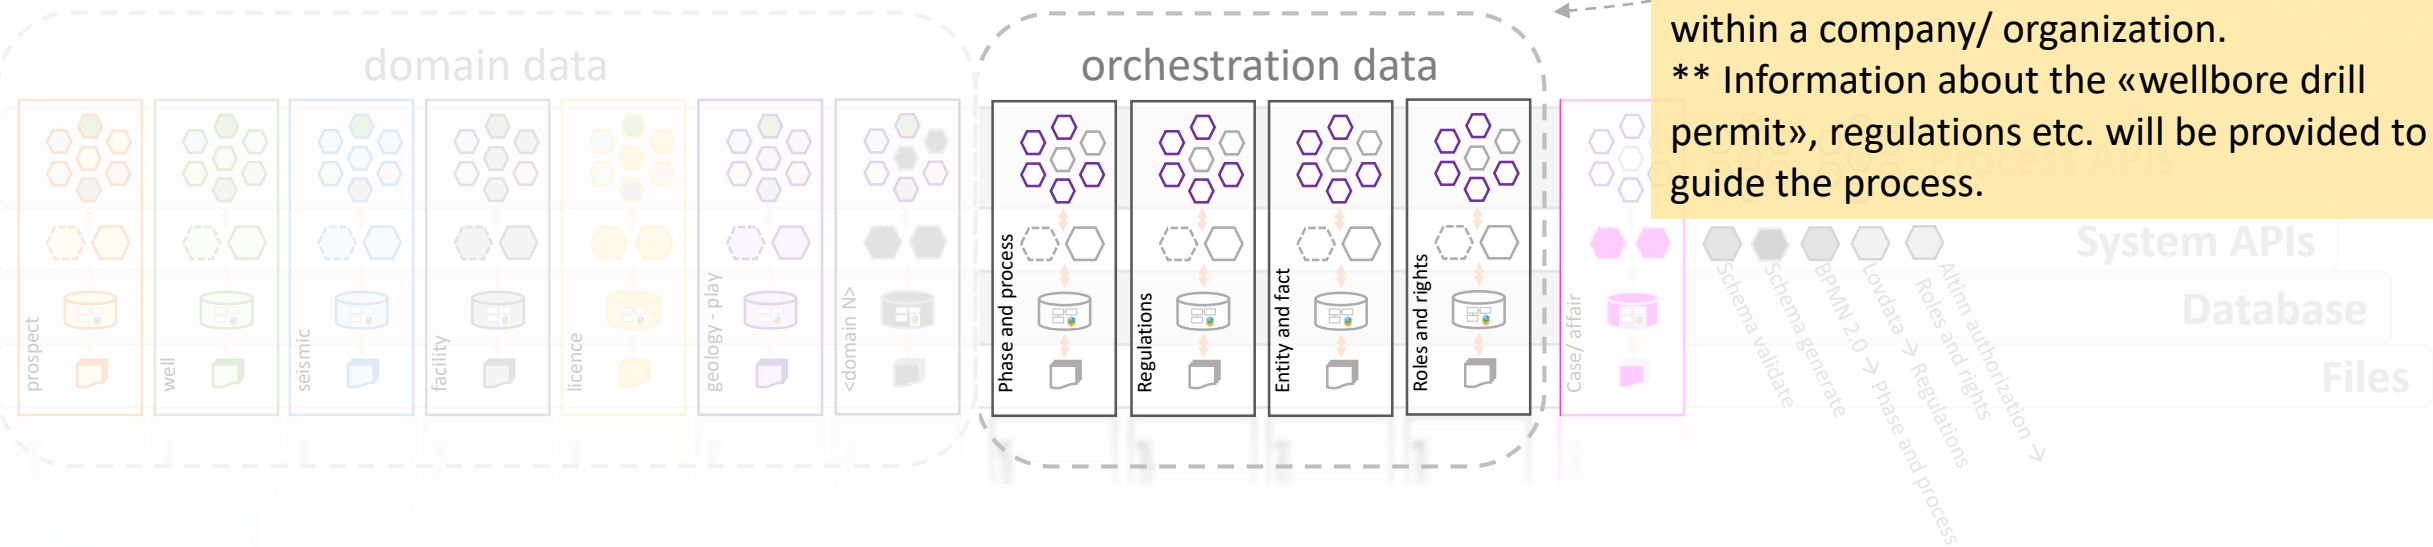 within a company/ organization.
** Information about the «wellbore drill
permit», regulations etc. will be provided to
guide the process.
domain data
orchestration data
prospect
well
seismic
facility
licence
geology - play
<domain N>
Phase and process
Regulations
Entity and fact
Roles and rights
Case/ affair
Process APIs
System APIs
Database
Files
Schema validate
Schema generate
BPMN 2.0 → Phase and process
Lovdata → Regulations
Altinn authorization →
Roles and rights